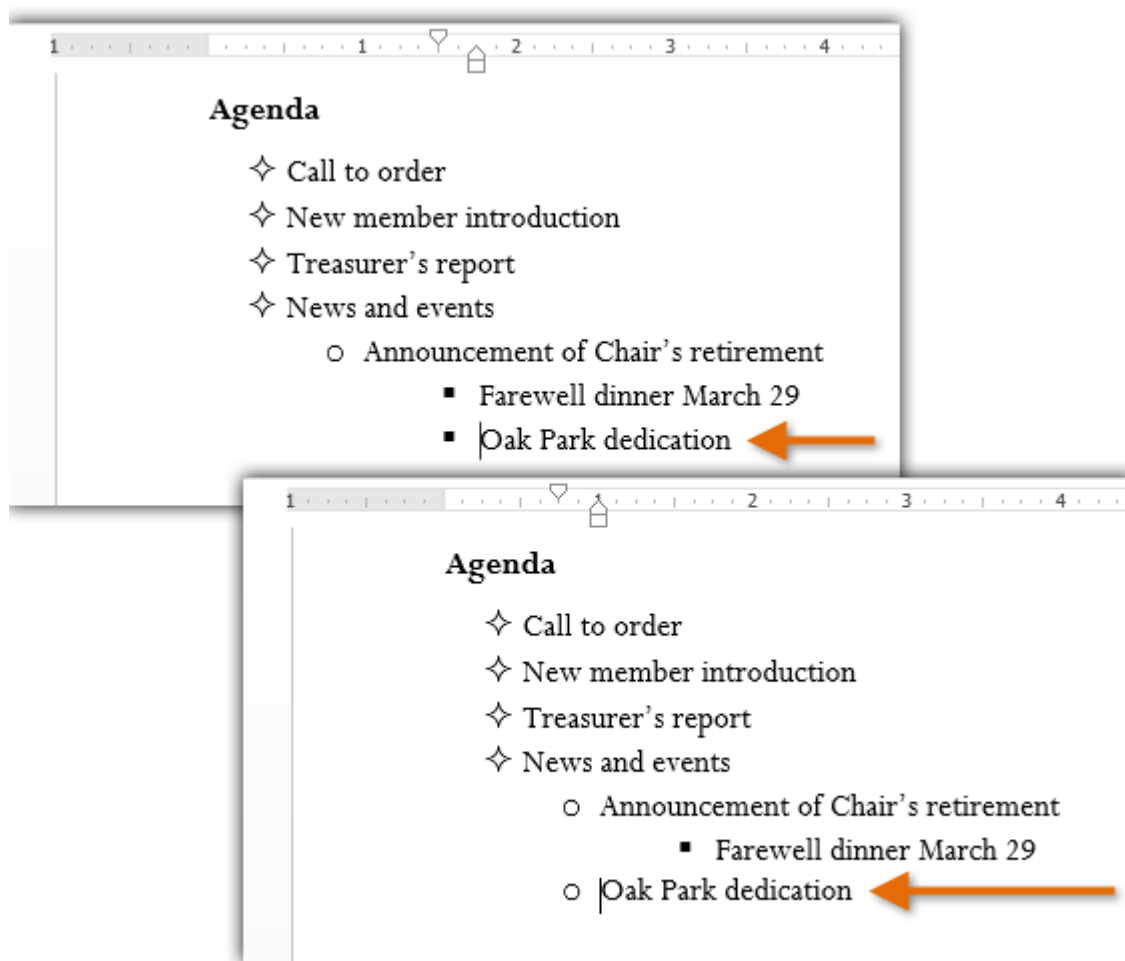 1 1 2 3 4
Agenda
✧ Call to order
✧ New member introduction
✧ Treasurer’s report
✧ News and events
o Announcement of Chair’s retirement
▪ Farewell dinner March 29
▪ Oak Park dedication
1 1 2 3 4
Agenda
✧ Call to order
✧ New member introduction
✧ Treasurer’s report
✧ News and events
o Announcement of Chair’s retirement
▪ Farewell dinner March 29
o Oak Park dedication